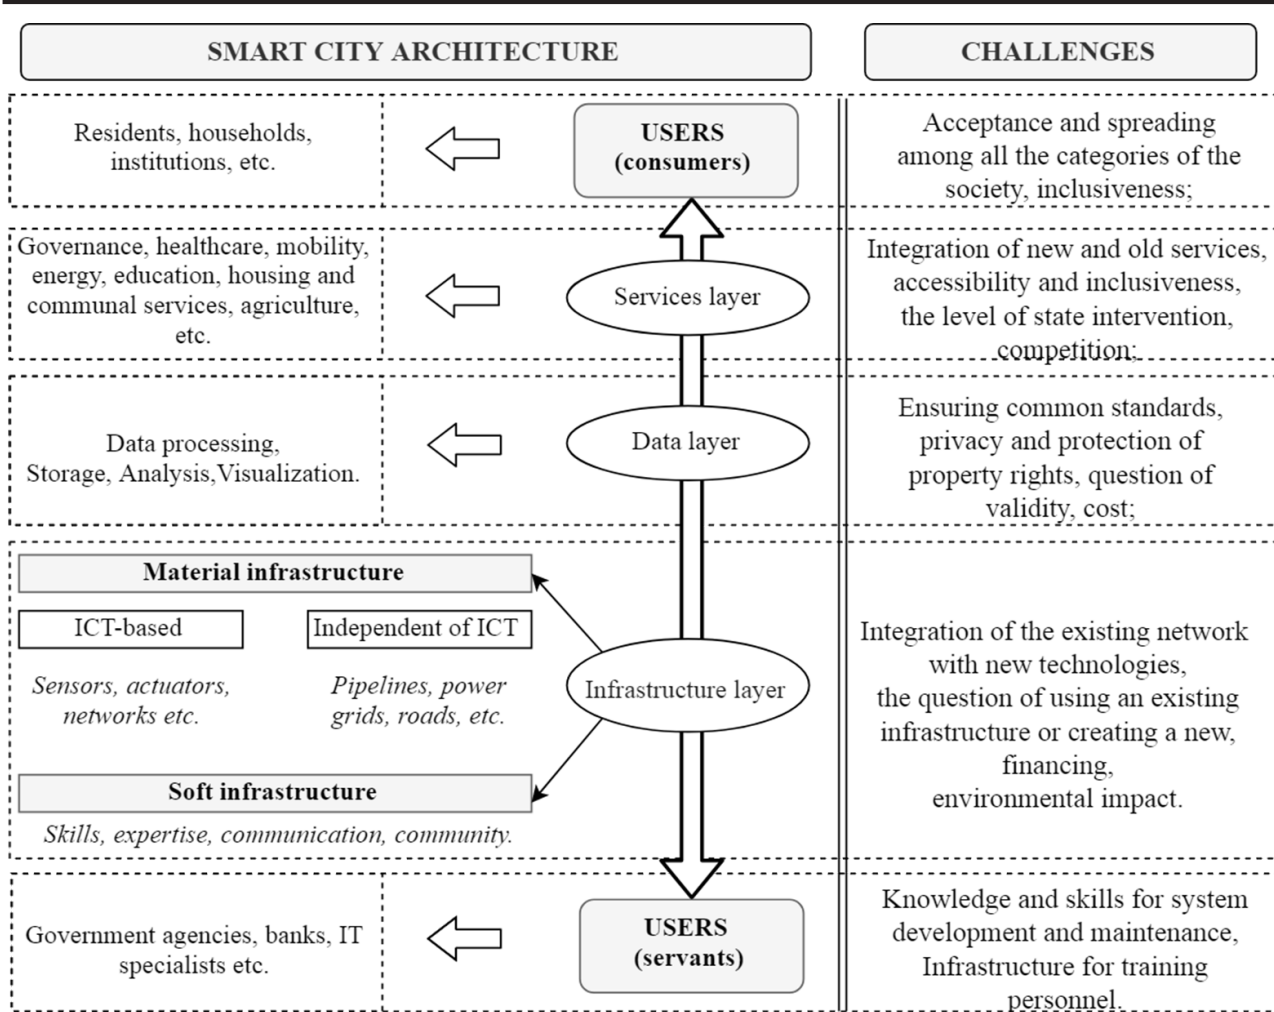 SMART CITY ARCHITECTURE
CHALLENGES
Residents, households,
institutions, etc.
USERS
(consumers)
Acceptance and spreading
among all the categories of the
society, inclusiveness;
Governance, healthcare, mobility,
energy, education, housing and
communal services, agriculture,
etc.
Services layer
Integration of new and old services,
accessibility and inclusiveness,
the level of state intervention,
competition;
Data processing,
Storage, Analysis,Visualization.
Data layer
Ensuring common standards,
privacy and protection of
property rights, question of
validity, cost;
Material infrastructure
ICT-based
Independent of ICT
Sensors, actuators,
networks etc.
Pipelines, power
grids, roads, etc.
Soft infrastructure
Skills, expertise, communication, community.
Infrastructure layer
Integration of the existing network
with new technologies,
the question of using an existing
infrastructure or creating a new,
financing,
environmental impact.
Government agencies, banks, IT
specialists etc.
USERS
(servants)
Knowledge and skills for system
development and maintenance,
Infrastructure for training
personnel.